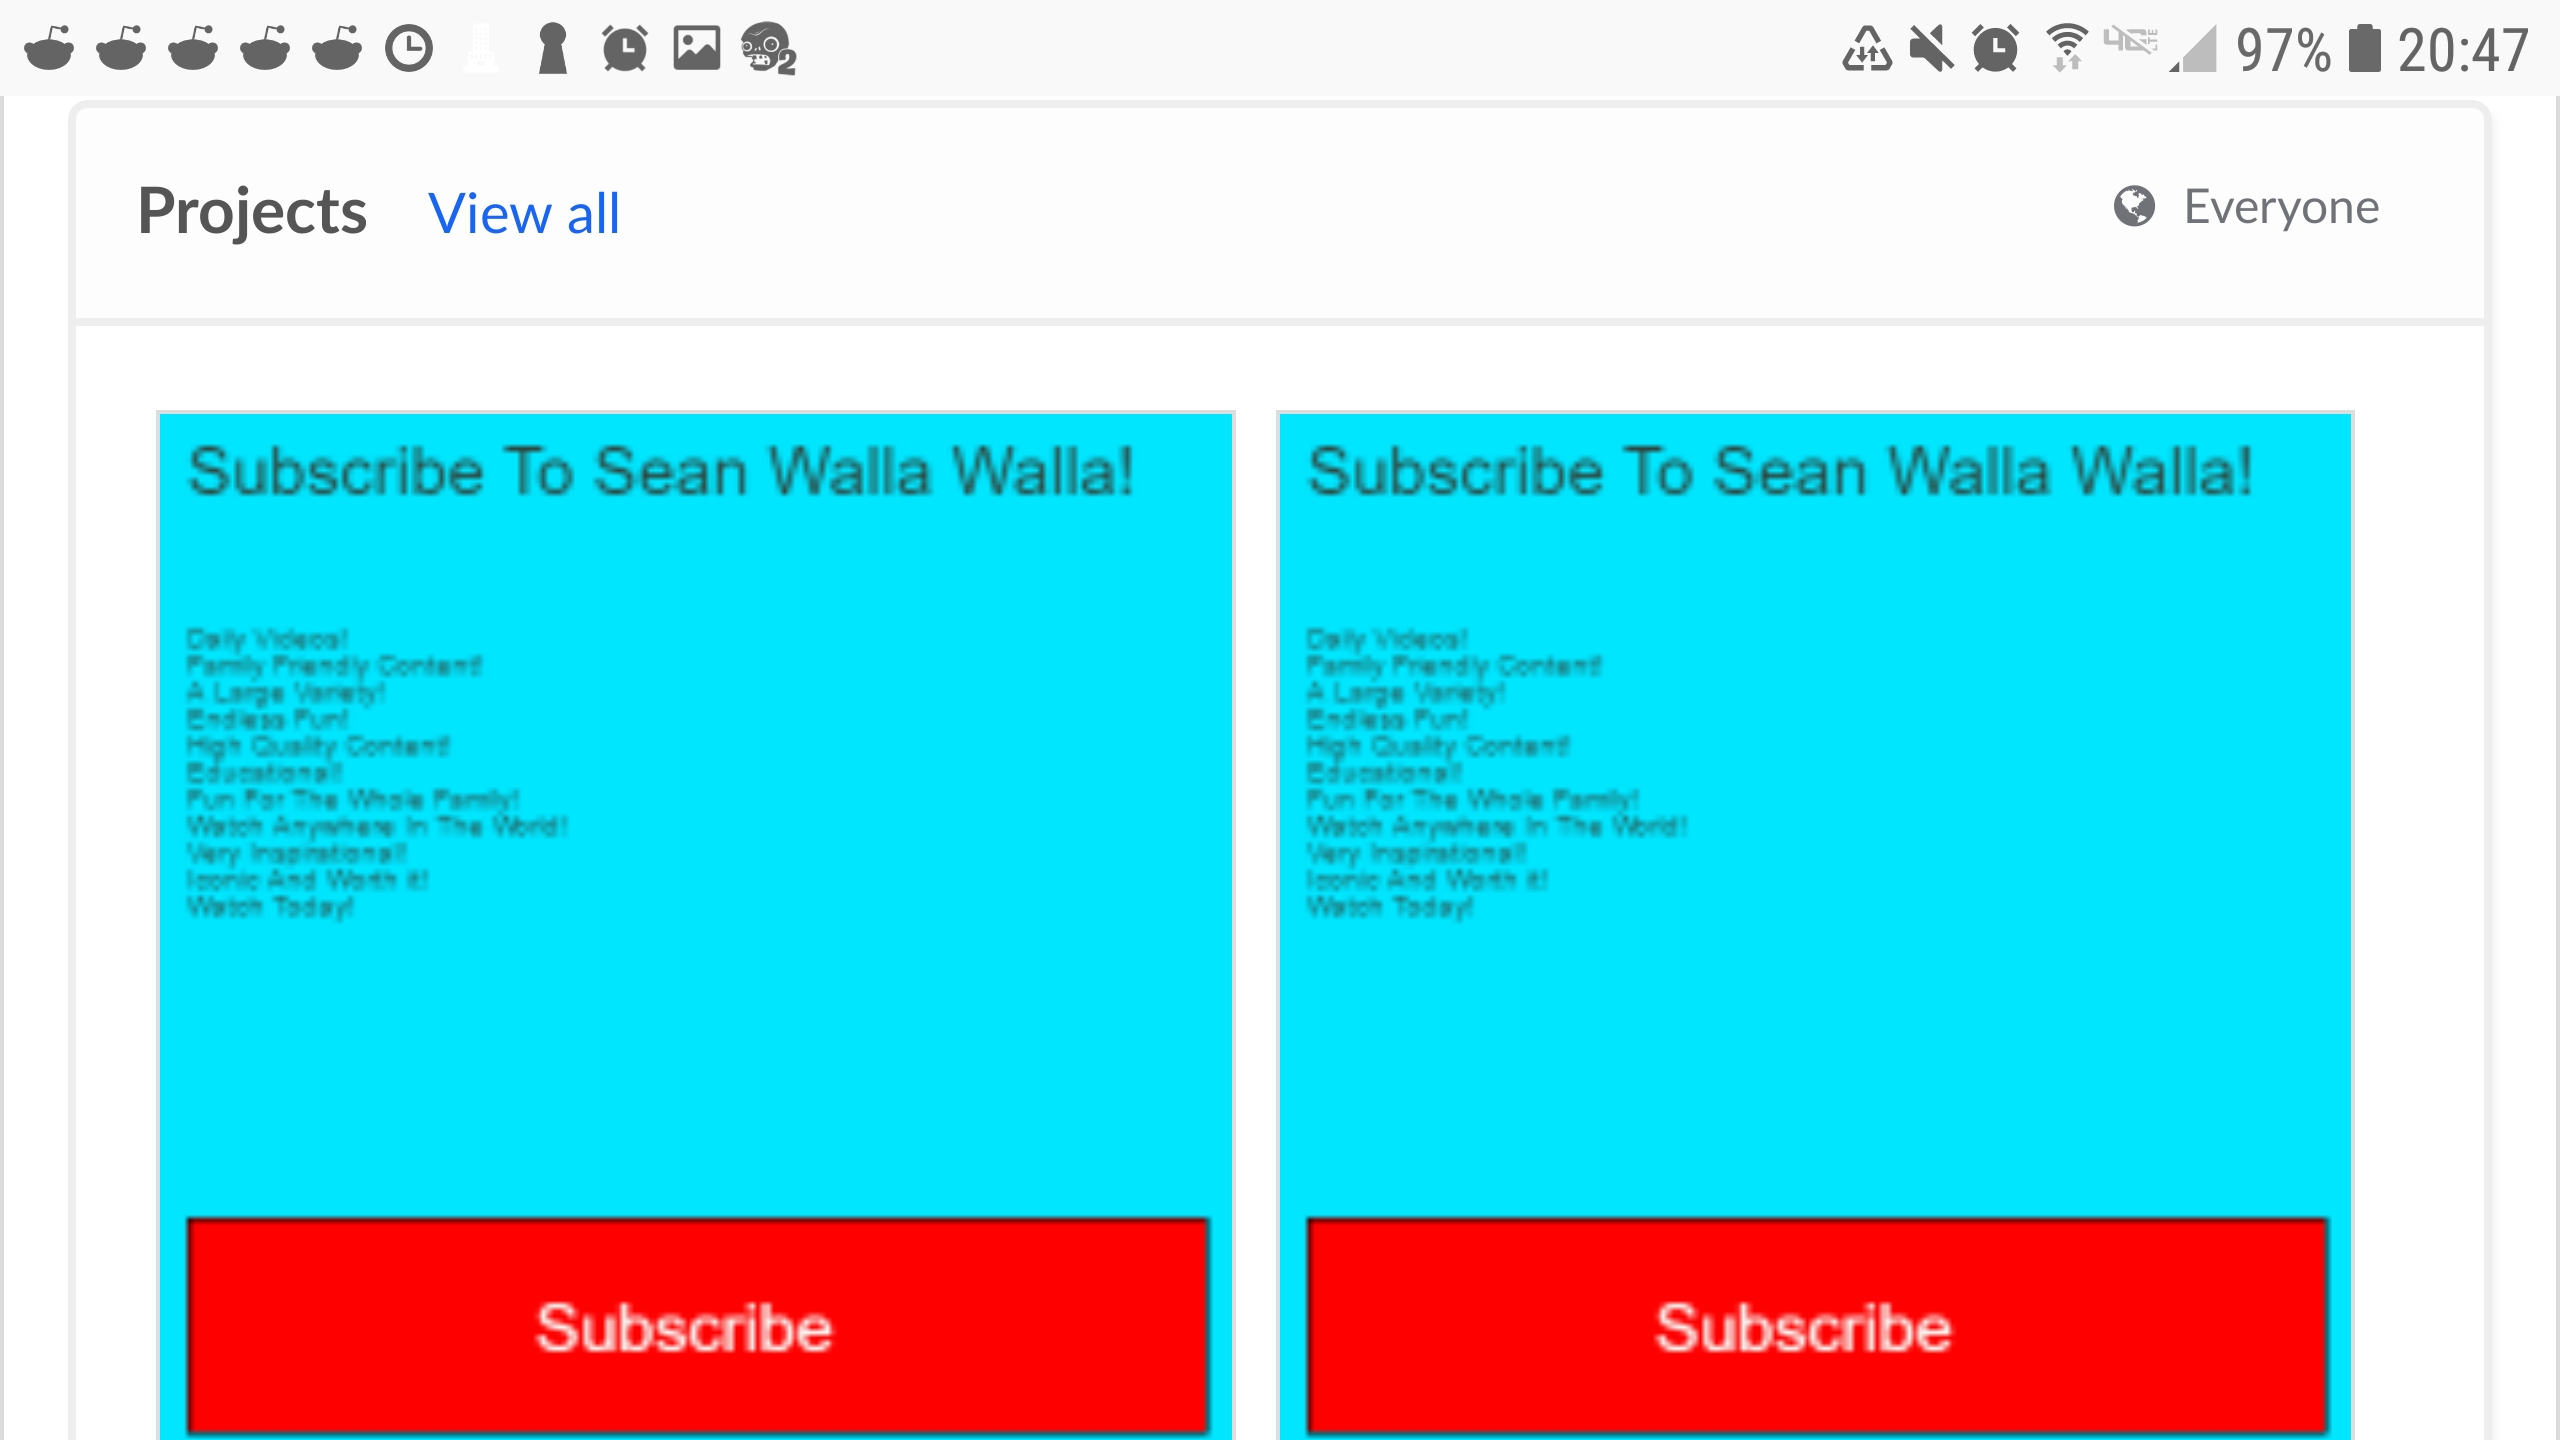 97% 20:47
Projects View all Everyone
Subscribe To Sean Walla Walla!
Daily Videos!
Family Friendly Content!
A Large Variety!
Endless Fun!
High Quality Content!
Educational!
Fun For The Whole Family!
Watch Anywhere In The World!
Very Inspirational!
Iconic And Worth it!
Watch Today!
Subscribe
Subscribe To Sean Walla Walla!
Daily Videos!
Family Friendly Content!
A Large Variety!
Endless Fun!
High Quality Content!
Educational!
Fun For The Whole Family!
Watch Anywhere In The World!
Very Inspirational!
Iconic And Worth it!
Watch Today!
Subscribe